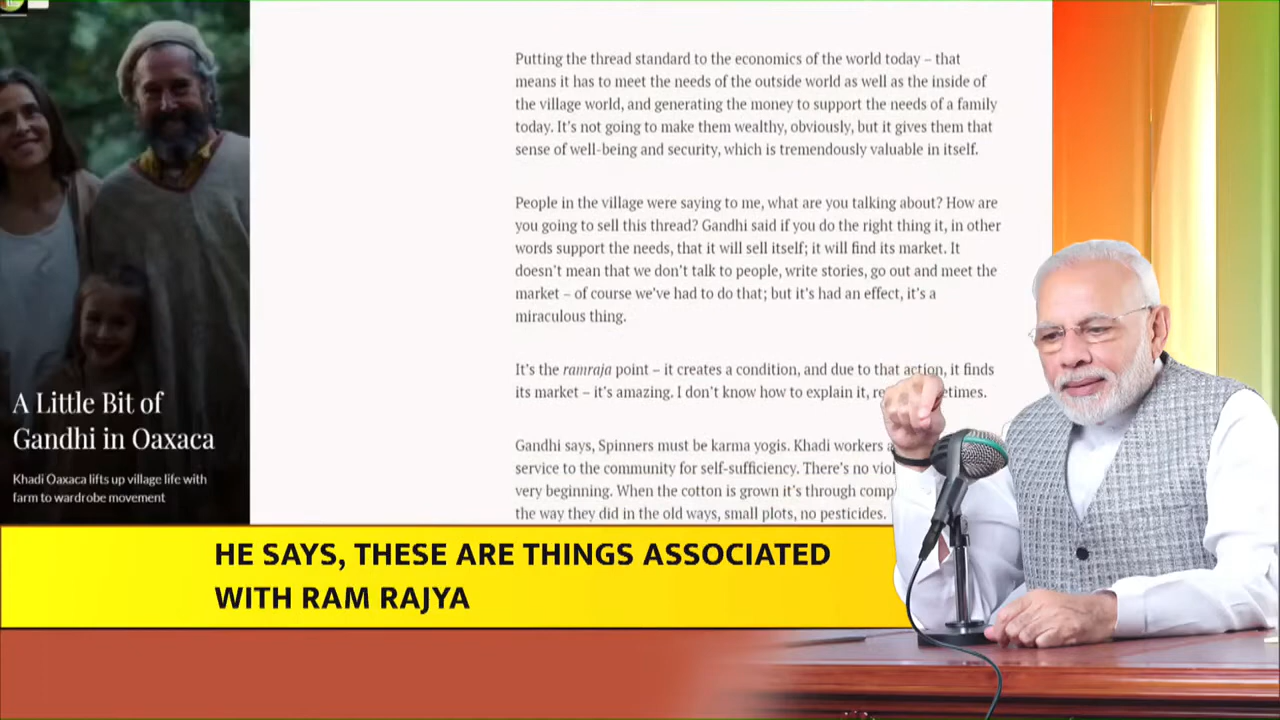 Putting the thread standard to the economics of the world today – that
means it has to meet the needs of the outside world as well as the inside of
the village world, and generating the money to support the needs of a family
today. It's not going to make them wealthy, obviously, but it gives them that
sense of well-being and security, which is tremendously valuable in itself.
People in the village were saying to me, what are you talking about? How are
you going to sell this thread? Gandhi said if you do the right thing it, in other
words support the needs, that it will sell itself; it will find its market. It
doesn't mean that we don't talk to people, write stories, go out and meet the
market – of course we've had to do that; but it's had an effect, it's a
miraculous thing.
It's the ramraja point – it creates a condition, and due to that action, it finds
its market – it's amazing. I don't know how to explain it,
Gandhi says, Spinners must be karma yogis. Khadi workers
service to the community for self-sufficiency. There's no
very beginning. When the cotton is grown it's through
the way they did in the old ways, small plots, no pesticides.
A Little Bit of
Gandhi in Oaxaca
Khadi Oaxaca lifts up village life with
farm to wardrobe movement
HE SAYS, THESE ARE THINGS ASSOCIATED
WITH RAM RAJYA